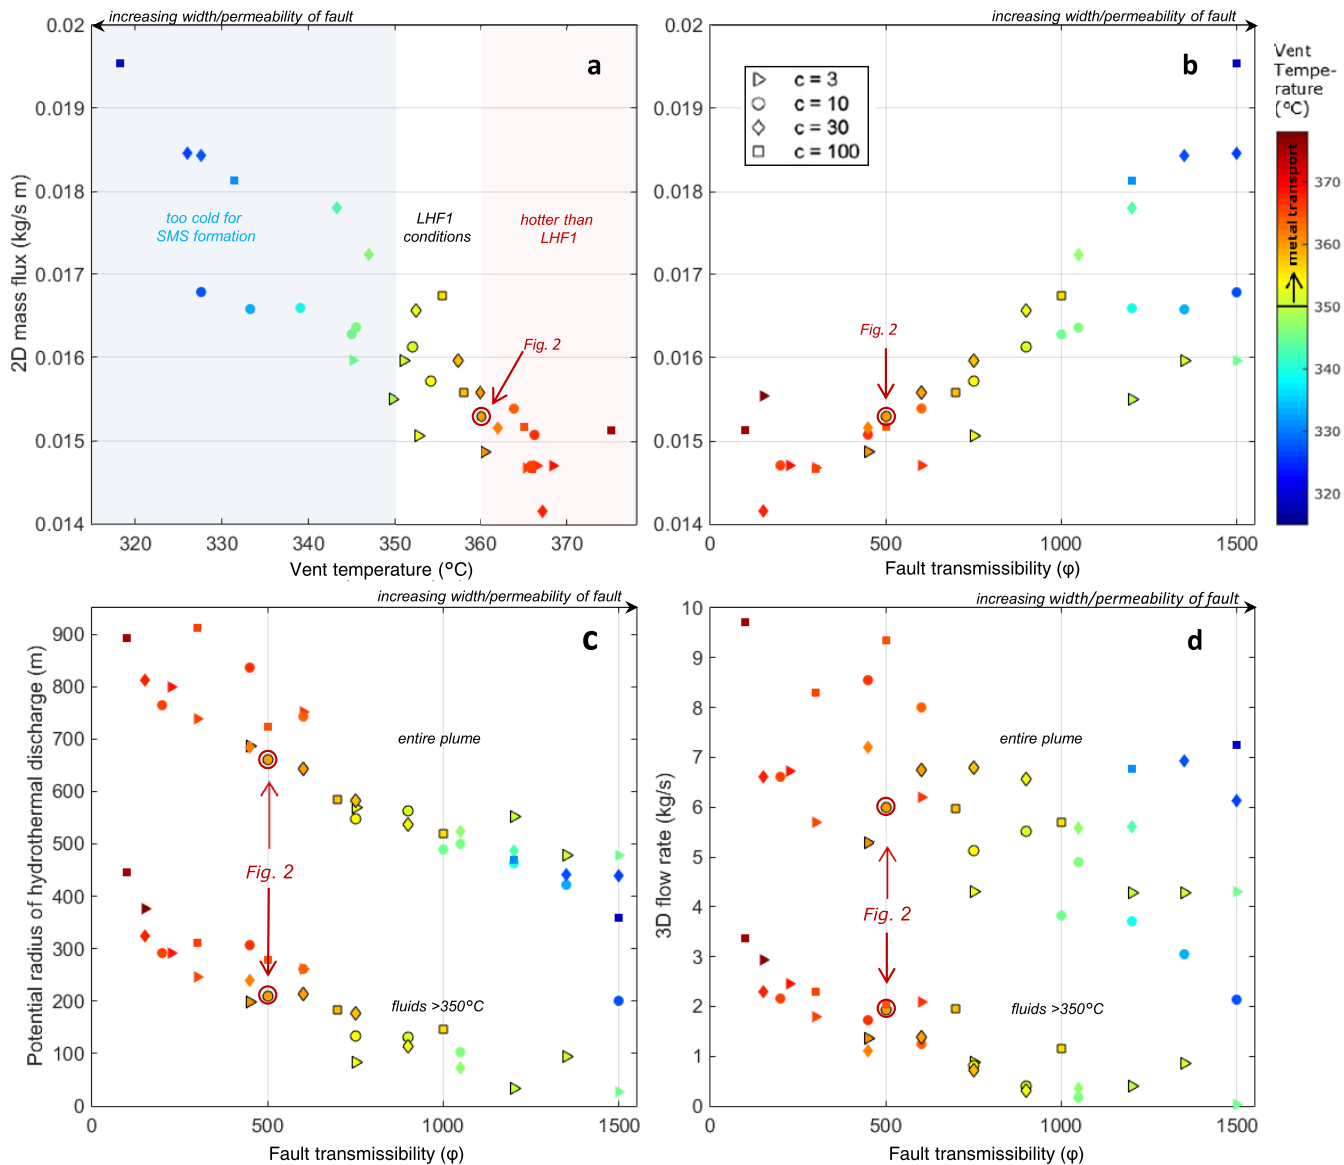 increasing width/permeability of fault
a
0.02
0.019
0.018
0.017
0.016
0.015
0.014
2D mass flux (kg/s m)
too cold for
SMS formation
LHF1
conditions
hotter than
LHF1
Fig. 2
320
330
340
350
360
370
Vent temperature (°C)
increasing width/permeability of fault
b
c = 3
c = 10
c = 30
c = 100
0.02
0.019
0.018
0.017
0.016
0.015
0.014
Fig. 2
0
500
1000
1500
Fault transmissibility (φ)
Vent
Tempe-
rature
(°C)
metal transport
370
360
350
340
330
320
increasing width/permeability of fault
c
900
800
700
600
500
400
300
200
100
0
Potential radius of hydrothermal discharge (m)
entire plume
Fig. 2
fluids >350°C
0
500
1000
1500
Fault transmissibility (φ)
increasing width/permeability of fault
d
10
9
8
7
6
5
4
3
2
1
0
3D flow rate (kg/s)
entire plume
Fig. 2
fluids >350°C
0
500
1000
1500
Fault transmissibility (φ)